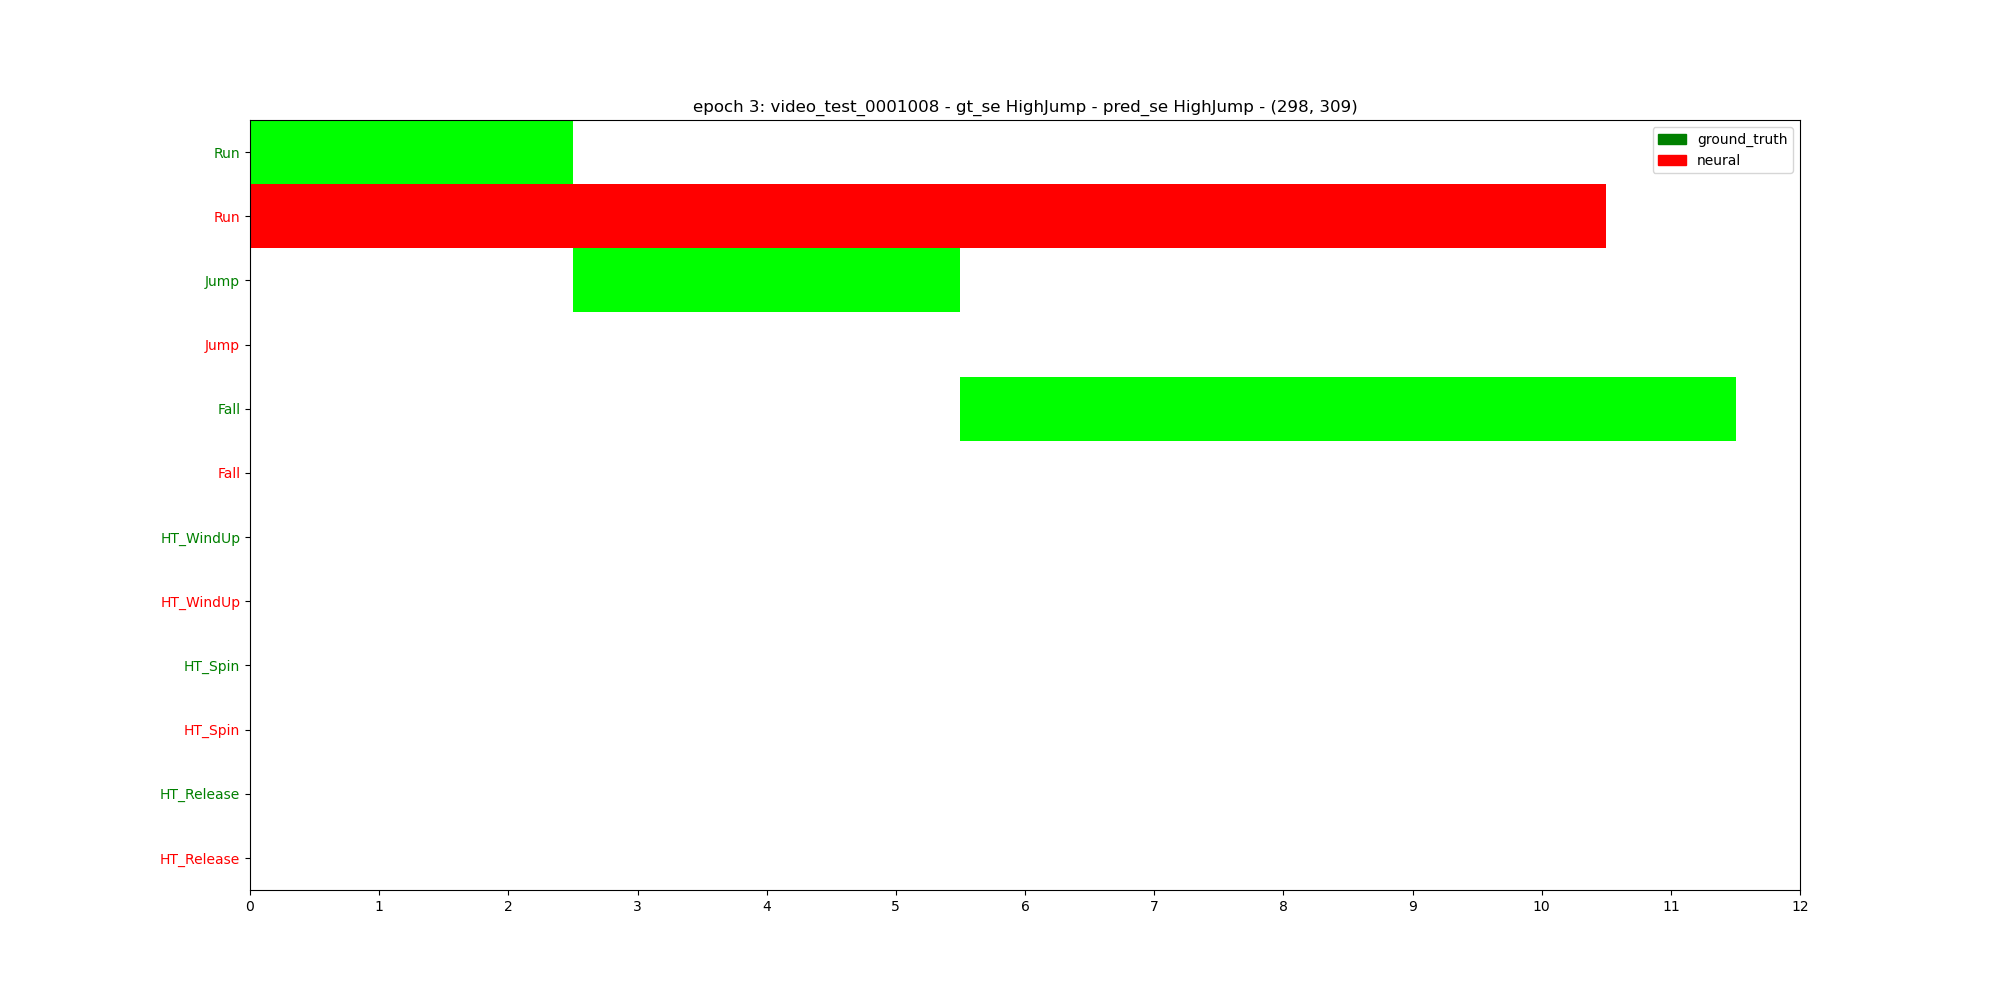 epoch 3: video_test_0001008 - gt_se HighJump - pred_se HighJump - (298, 309)
ground_truth
neural
Run
Run
Jump
Jump
Fall
Fall
HT_WindUp
HT_WindUp
HT_Spin
HT_Spin
HT_Release
HT_Release
0 1 2 3 4 5 6 7 8 9 10 11 12